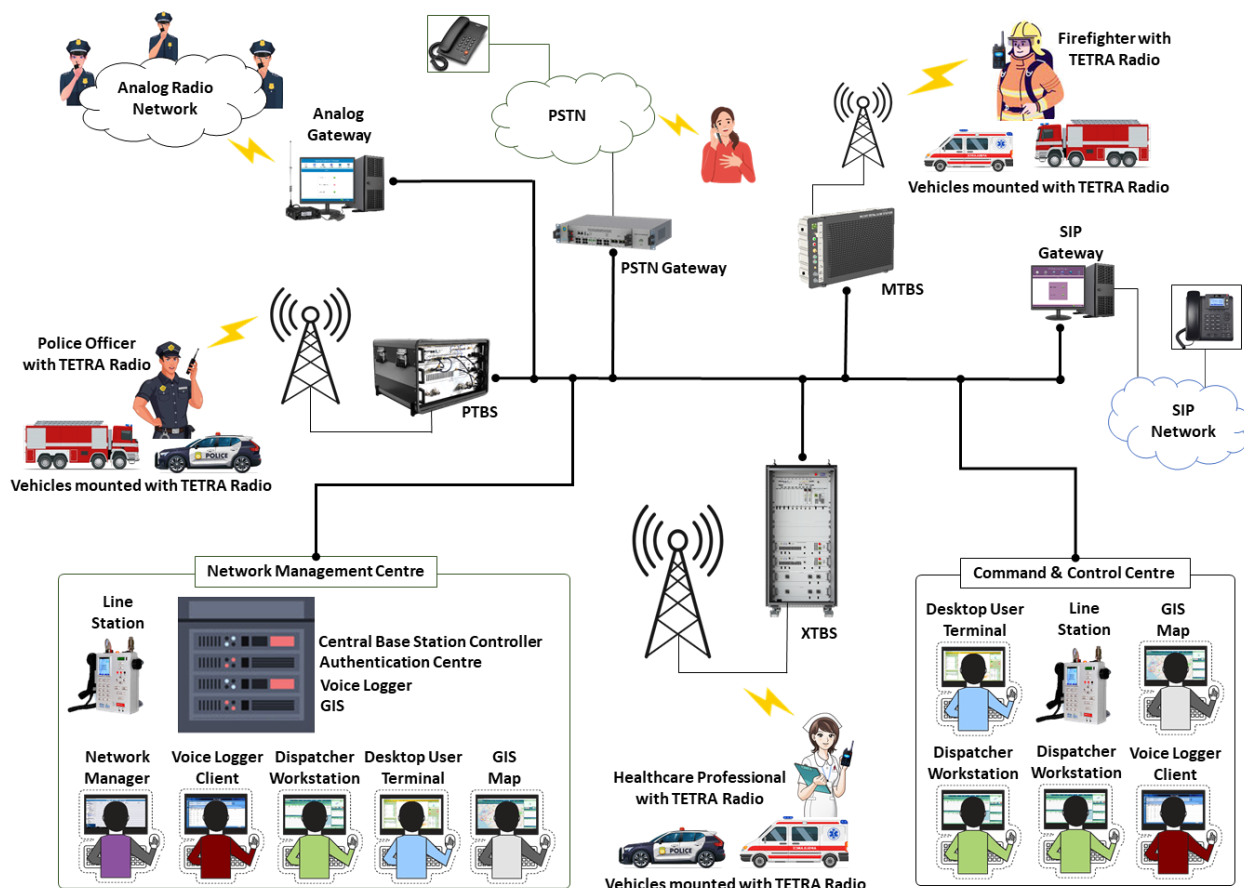 Analog Radio
Network
Analog
Gateway
PSTN
PSTN Gateway
Firefighter with
TETRA Radio
Vehicles mounted with TETRA Radio
MTBS
SIP
Gateway
SIP
Network
Police Officer
with TETRA Radio
POLICE
Vehicles mounted with TETRA Radio
PTBS
XTBS
Network Management Centre
Line
Station
Central Base Station Controller
Authentication Centre
Voice Logger
GIS
Network
Manager
Voice Logger
Client
Dispatcher
Workstation
Desktop User
Terminal
GIS
Map
Healthcare Professional
with TETRA Radio
POLICE
Vehicles mounted with TETRA Radio
Command & Control Centre
Desktop User
Terminal
Line
Station
GIS
Map
Dispatcher
Workstation
Dispatcher
Workstation
Voice Logger
Client